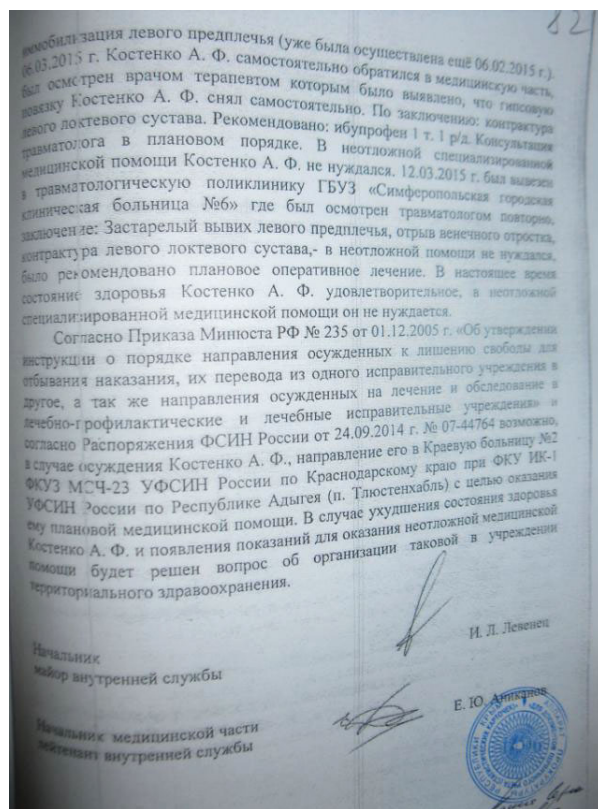 82
иммобилизация левого предплечья (уже была осуществлена ещё 06.02.2015 г.).
06.03.2015 г. Костенко А. Ф. самостоятельно обратился в медицинскую часть,
был осмотрен врачом терапевтом которым было выявлено, что гипсовую
повязку Костенко А. Ф. снял самостоятельно. По заключению: контрактура
левого локтевого сустава. Рекомендовано: ибупрофен 1 т. 1 р/д. Консультация
травматолога в плановом порядке. В неотложной специализированной
медицинской помощи Костенко А. Ф. не нуждался. 12.03.2015 г. был вывезен
в травматологическую поликлинику ГБУЗ «Симферопольская городская
клиническая больница №6» где был осмотрен травматологом повторно,
заключение: Застарелый вывих левого предплечья, отрыв венечного отростка,
контрактура левого локтевого сустава,- в неотложной помощи не нуждался,
было рекомендовано плановое оперативное лечение. В настоящее время
состояние здоровья Костенко А. Ф. удовлетворительное, в неотложной
специализированной медицинской помощи он не нуждается.
Согласно Приказа Минюста РФ № 235 от 01.12.2005 г. «Об утверждении
инструкции о порядке направления осужденных к лишению свободы для
отбывания наказания, их перевода из одного исправительного учреждения в
другое, а так же направления осужденных на лечение и обследование в
лечебно-профилактические и лечебные исправительные учреждения» и
согласно Распоряжения ФСИН России от 24.09.2014 г. № 07-44764 возможно,
в случае осуждения Костенко А. Ф., направление его в Краевую больницу №2
ФКУЗ МСЧ-23 УФСИН России по Краснодарскому краю при ФКУ ИК-1
УФСИН России по Республике Адыгея (п. Тлюстенхабль) с целью оказания
ему плановой медицинской помощи. В случае ухудшения состояния здоровья
Костенко А. Ф. и появления показаний для оказания неотложной медицинской
помощи будет решен вопрос об организации таковой в учреждении
территориального здравоохранения.
Начальник
майор внутренней службы
И. Л. Левенец
Начальник медицинской части
лейтенант внутренней службы
Е. Ю. Аниканов